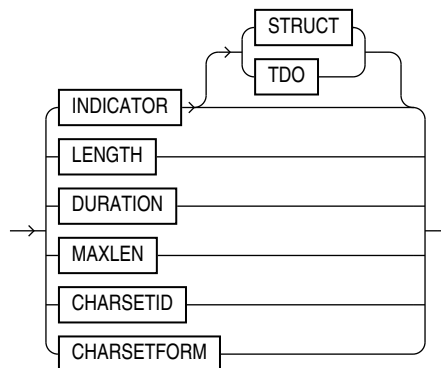 STRUCT
TDO
INDICATOR
LENGTH
DURATION
MAXLEN
CHARSETID
CHARSETFORM